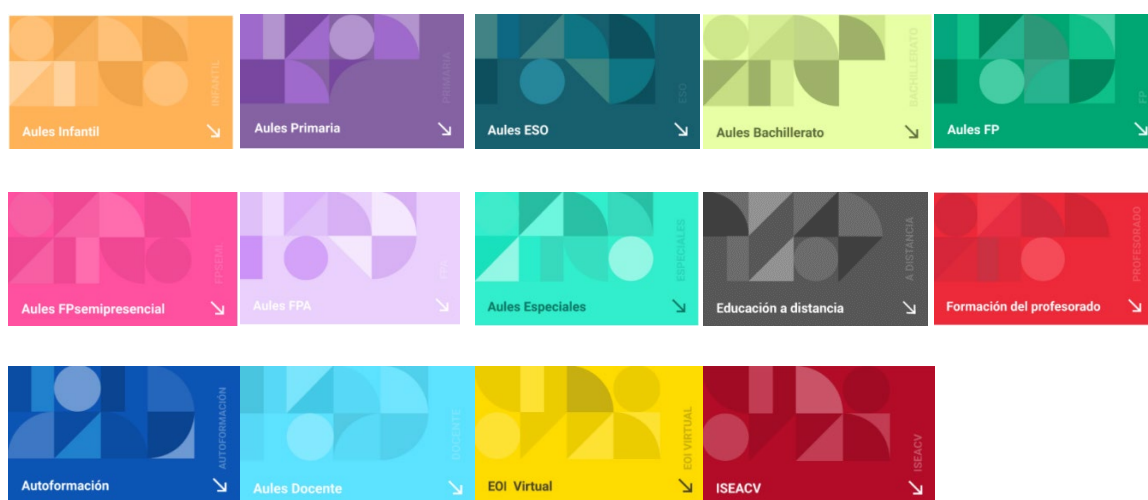 INFANTIL
Aules Infantil
PRIMARIA
Aules Primaria
ESO
Aules ESO
BACHILLERATO
Aules Bachillerato
FP
Aules FP
FPSEMI
Aules FPsemipresencial
FPA
Aules FPA
ESPECIALES
Aules Especiales
A DISTANCIA
Educación a distancia
PROFESORADO
Formación del profesorado
AUTOFORMACIÓN
Autoformación
DOCENTE
Aules Docente
EOI VIRTUAL
EOI Virtual
ISEACV
ISEACV